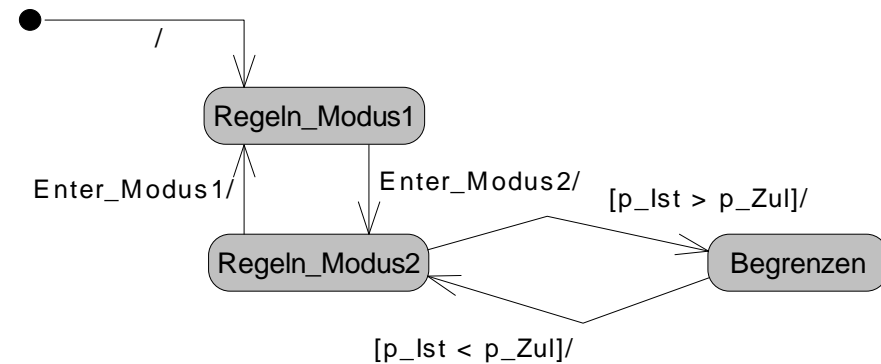 /
Regeln_Modus1
Enter_Modus1/
Enter_Modus2/
[p_Ist > p_Zul]/
Regeln_Modus2
Begrenzen
[p_Ist < p_Zul]/